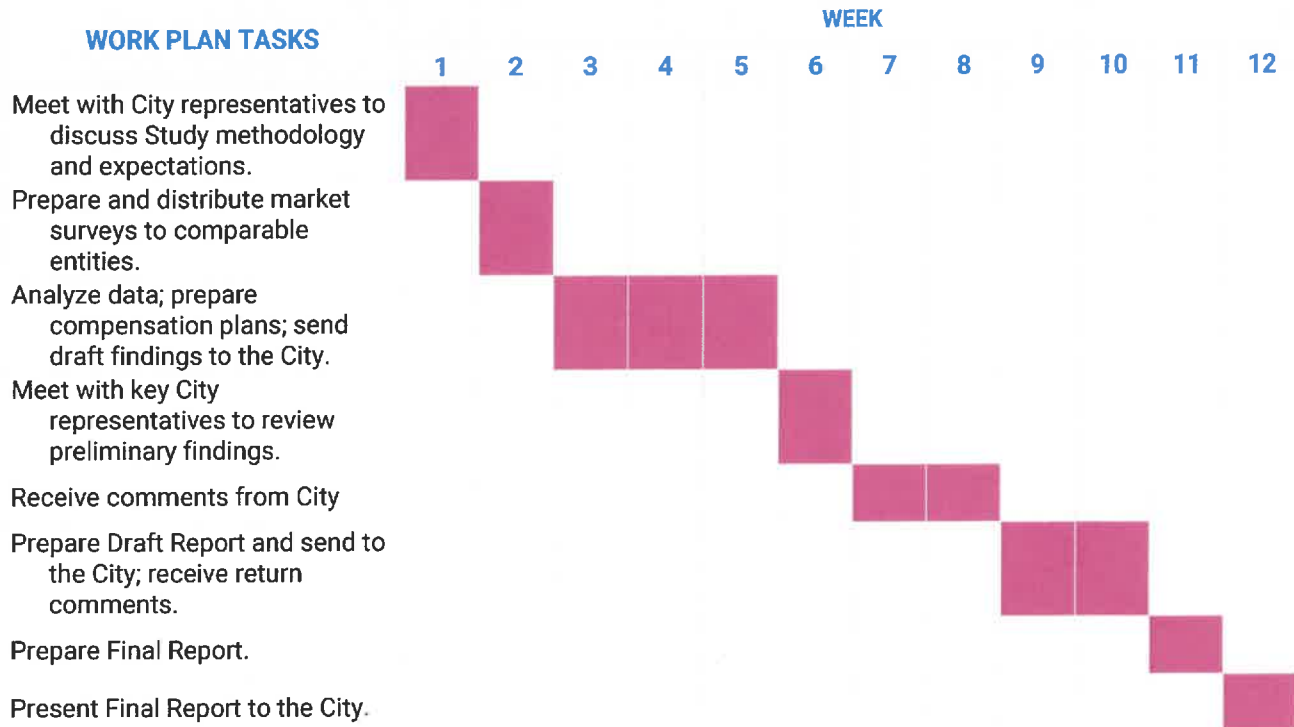 WEEK
WORK PLAN TASKS
1 2 3 4 5 6 7 8 9 10 11 12
Meet with City representatives to
discuss Study methodology
and expectations.
Prepare and distribute market
surveys to comparable
entities.
Analyze data; prepare
compensation plans; send
draft findings to the City.
Meet with key City
representatives to review
preliminary findings.
Receive comments from City
Prepare Draft Report and send to
the City; receive return
comments.
Prepare Final Report.
Present Final Report to the City.